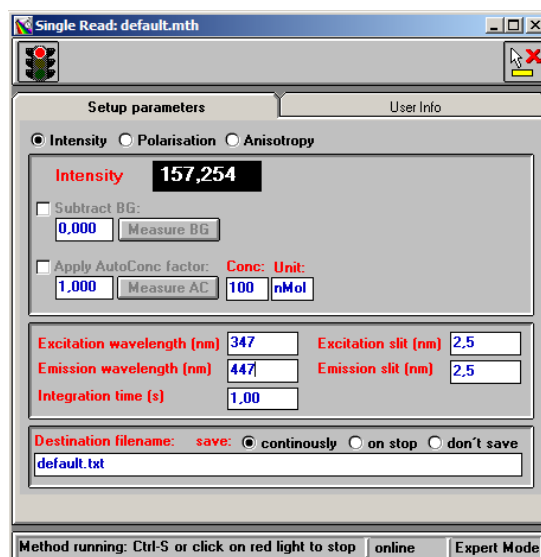 Single Read: default.mth
Setup parameters User Info
Intensity Polarisation Anisotropy
Intensity 157,254
Subtract BG:
0,000 Measure BG
Apply AutoConc factor: Conc: Unit:
1,000 Measure AC 100 nMol
Excitation wavelength (nm) 347 Excitation slit (nm) 2,5
Emission wavelength (nm) 447 Emission slit (nm) 2,5
Integration time (s) 1,00
Destination filename: save: continously on stop don´t save
default.txt
Method running: Ctrl-S or click on red light to stop online Expert Mode